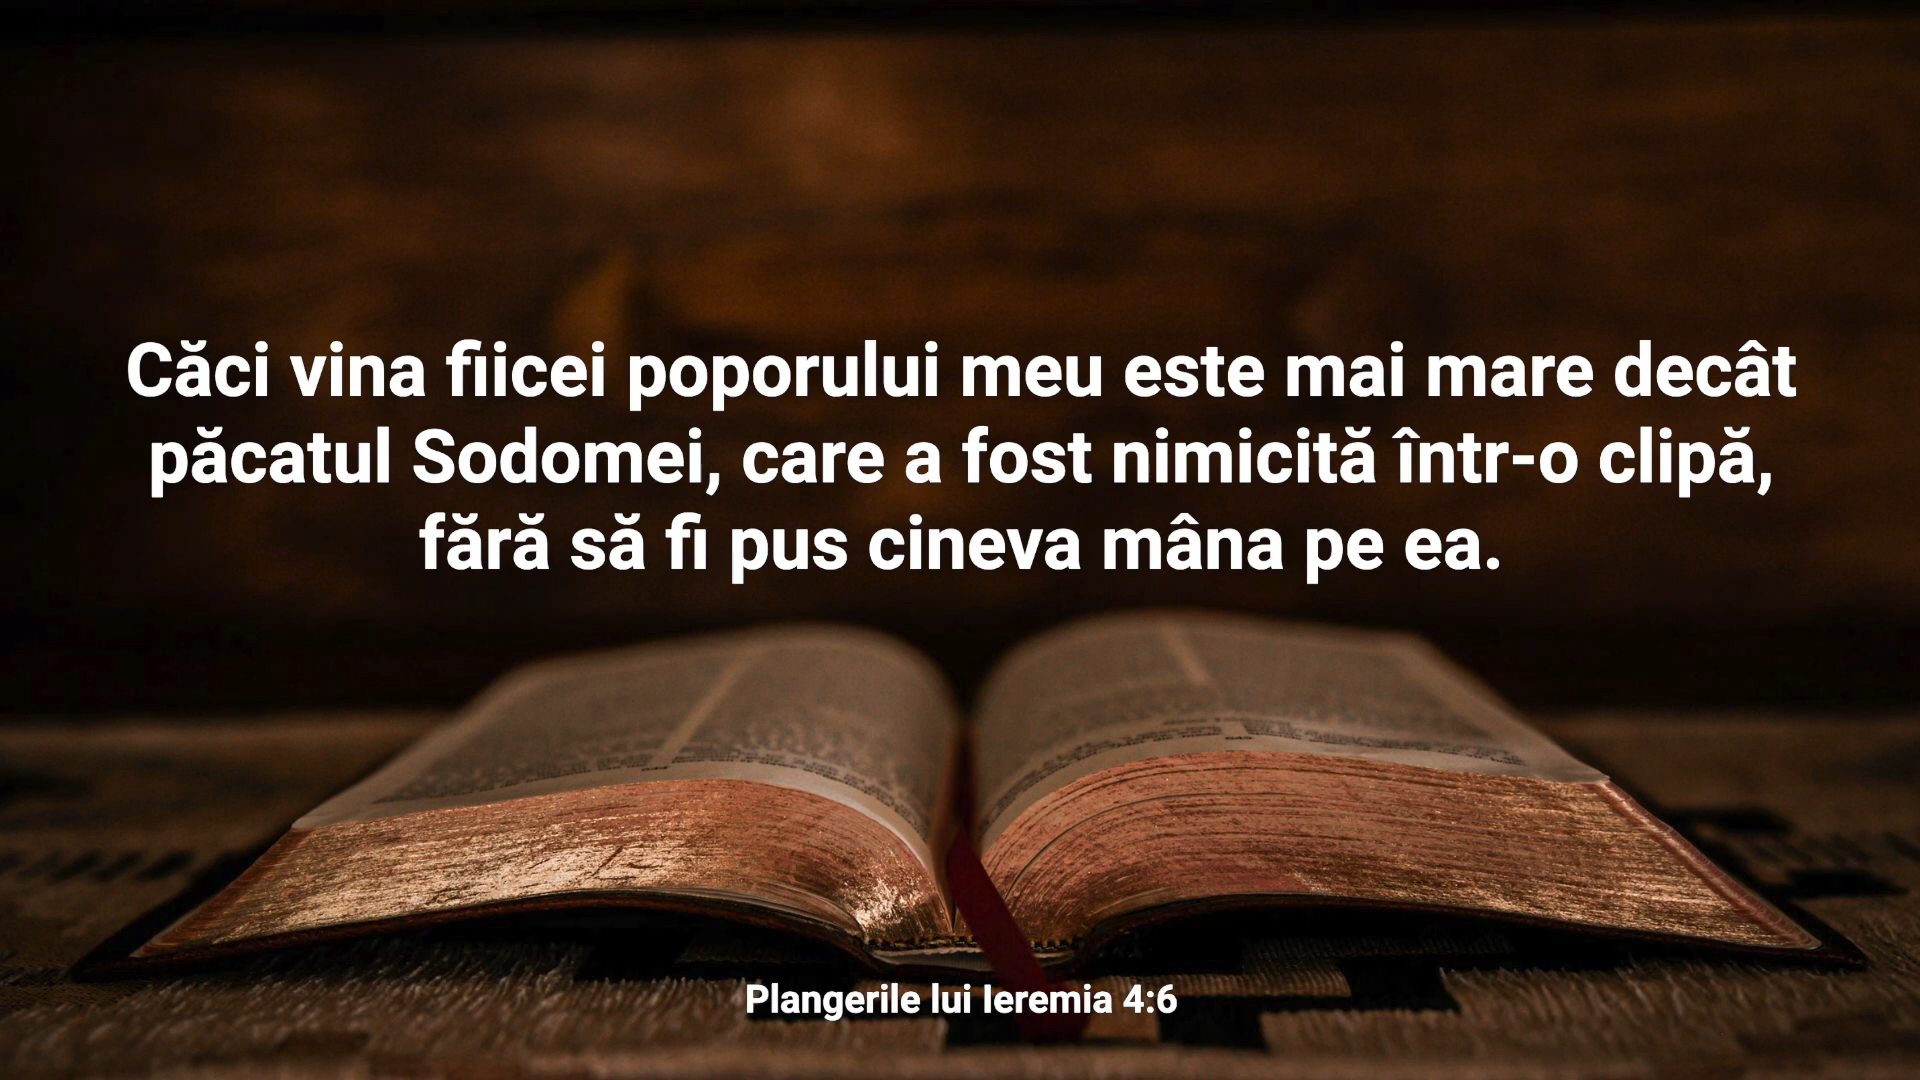 Căci vina fiicei poporului meu este mai mare decât
păcatul Sodomei, care a fost nimicită într-o clipă,
fără să fi pus cineva mâna pe ea.
Plangerile lui Ieremia 4:6